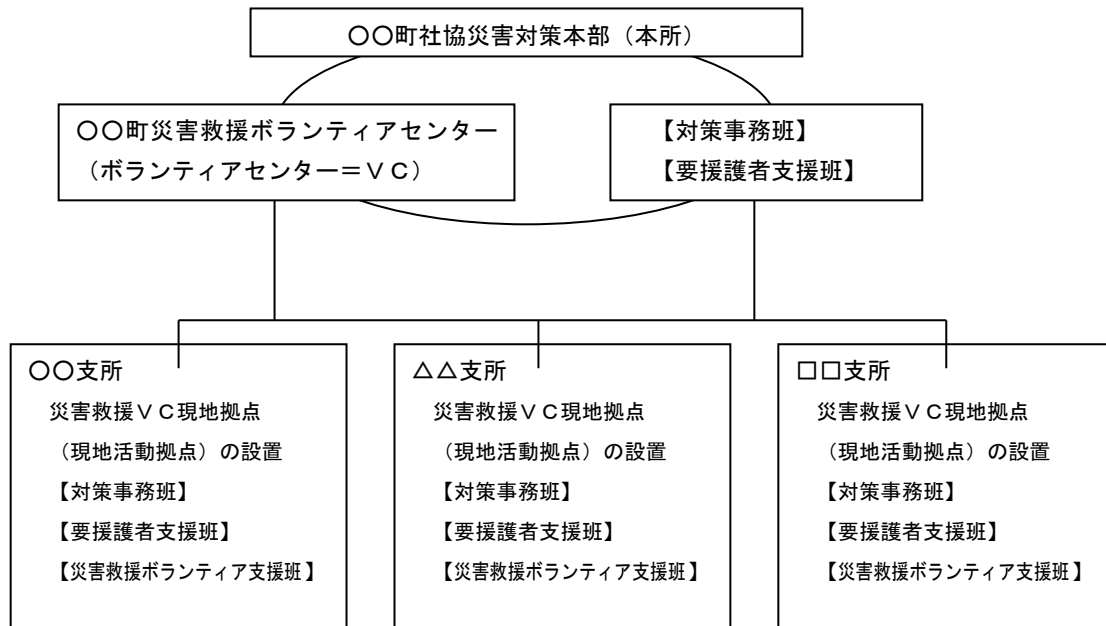 〇〇町社協災害対策本部（本所）
〇〇町災害救援ボランティアセンター
（ボランティアセンター＝ＶＣ）
【対策事務班】
【要援護者支援班】
〇〇支所
災害救援ＶＣ現地拠点
（現地活動拠点）の設置
【対策事務班】
【要援護者支援班】
【災害救援ボランティア支援班】
△△支所
災害救援ＶＣ現地拠点
（現地活動拠点）の設置
【対策事務班】
【要援護者支援班】
【災害救援ボランティア支援班】
□□支所
災害救援ＶＣ現地拠点
（現地活動拠点）の設置
【対策事務班】
【要援護者支援班】
【災害救援ボランティア支援班】